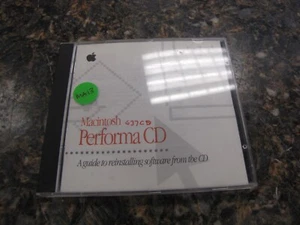 Macintosh
Performa CD
A guide to reinstalling software from the CD